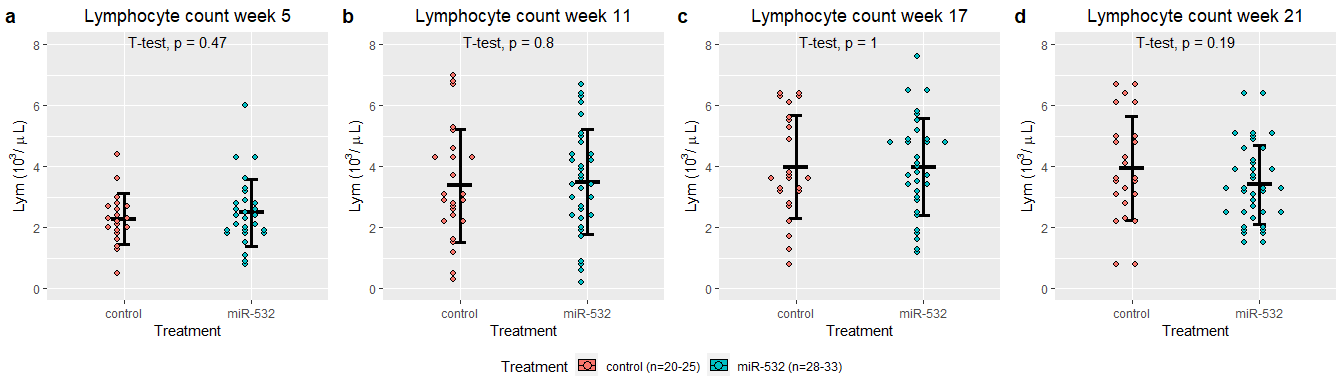 a Lymphocyte count week 5
T-test, p = 0.47
8
6
4
2
0
Lym (10³/ μ L)
control miR-532
Treatment
b Lymphocyte count week 11
T-test, p = 0.8
8
6
4
2
0
Lym (10³/ μ L)
control miR-532
Treatment
c Lymphocyte count week 17
T-test, p = 1
8
6
4
2
0
Lym (10³/ μ L)
control miR-532
Treatment
d Lymphocyte count week 21
T-test, p = 0.19
8
6
4
2
0
Lym (10³/ μ L)
control miR-532
Treatment
Treatment control (n=20-25) miR-532 (n=28-33)